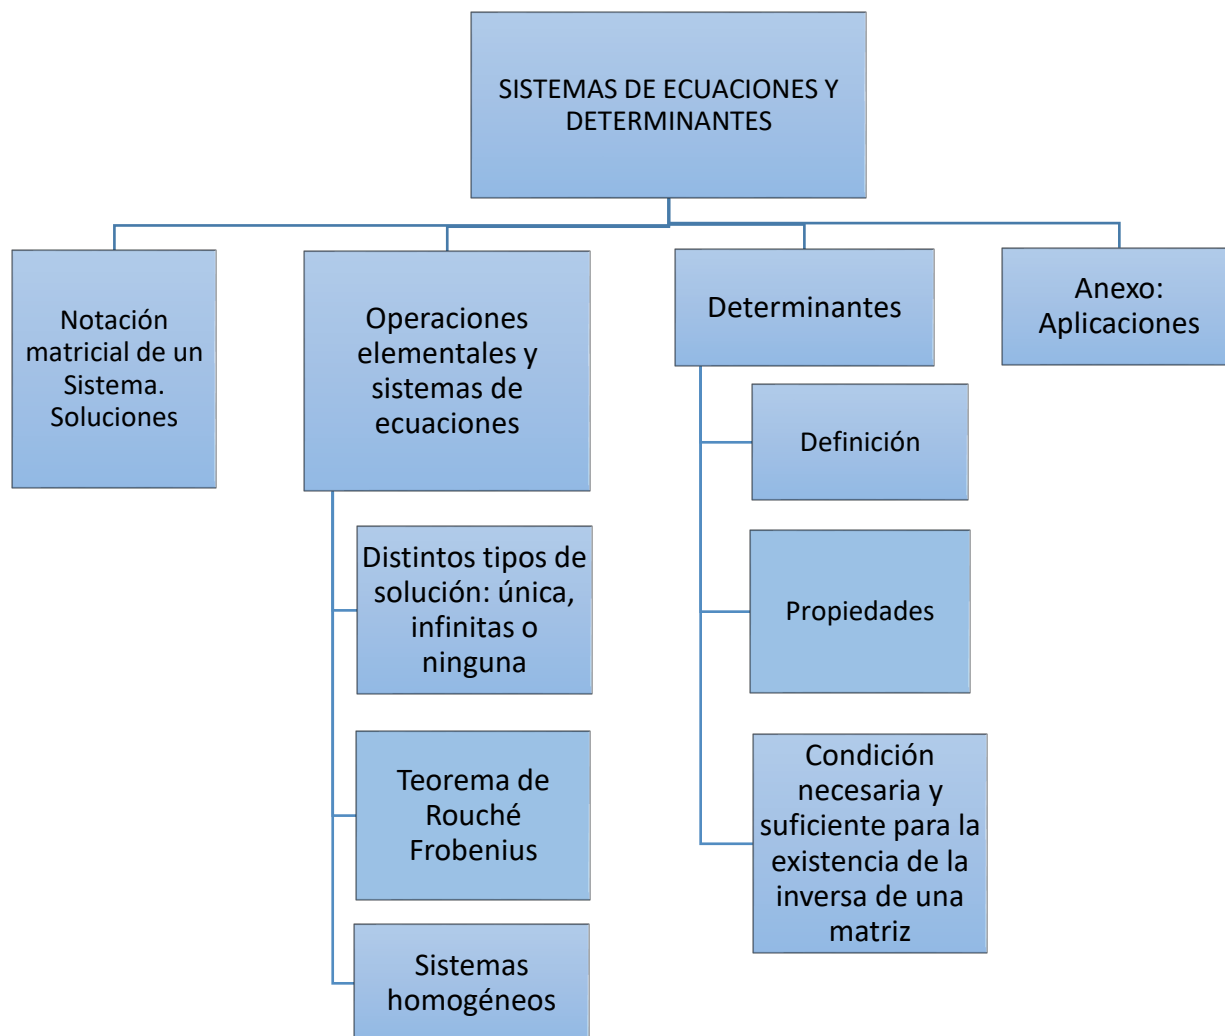 SISTEMAS DE ECUACIONES Y
DETERMINANTES
Notación
matricial de un
Sistema.
Soluciones
Operaciones
elementales y
sistemas de
ecuaciones
Distintos tipos de
solución: única,
infinitas o
ninguna
Teorema de
Rouché
Frobenius
Sistemas
homogéneos
Determinantes
Definición
Propiedades
Condición
necesaria y
suficiente para la
existencia de la
inversa de una
matriz
Anexo:
Aplicaciones